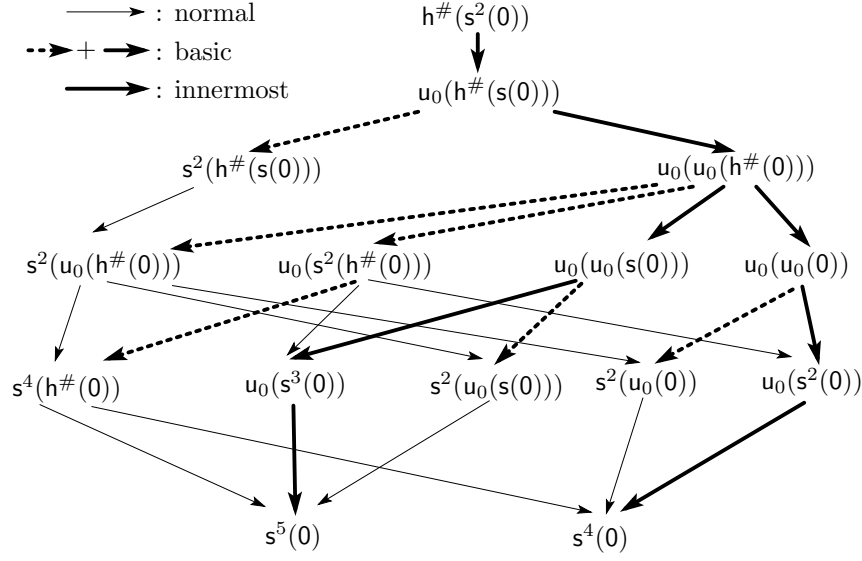 : normal
+ : basic
: innermost
h#(s²(0))
u₀(h#(s(0)))
s²(h#(s(0))) u₀(u₀(h#(0)))
s²(u₀(h#(0))) u₀(s²(h#(0))) u₀(u₀(s(0))) u₀(u₀(0))
s⁴(h#(0)) u₀(s³(0)) s²(u₀(s(0))) s²(u₀(0)) u₀(s²(0))
s⁵(0) s⁴(0)